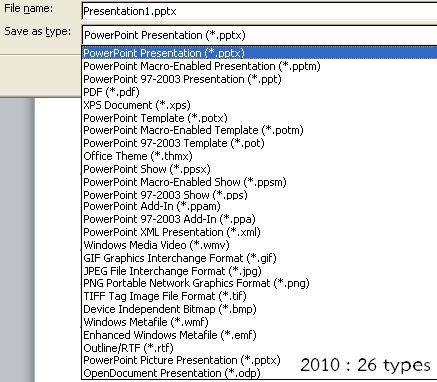 File name: Presentation1.pptx
Save as type: PowerPoint Presentation (*.pptx)
PowerPoint Presentation (*.pptx)
PowerPoint Macro-Enabled Presentation (*.pptm)
PowerPoint 97-2003 Presentation (*.ppt)
PDF (*.pdf)
XPS Document (*.xps)
PowerPoint Template (*.potx)
PowerPoint Macro-Enabled Template (*.potm)
PowerPoint 97-2003 Template (*.pot)
Office Theme (*.thmx)
PowerPoint Show (*.ppsx)
PowerPoint Macro-Enabled Show (*.ppsm)
PowerPoint 97-2003 Show (*.pps)
PowerPoint Add-In (*.ppam)
PowerPoint 97-2003 Add-In (*.ppa)
PowerPoint XML Presentation (*.xml)
Windows Media Video (*.wmv)
GIF Graphics Interchange Format (*.gif)
JPEG File Interchange Format (*.jpg)
PNG Portable Network Graphics Format (*.png)
TIFF Tag Image File Format (*.tif)
Device Independent Bitmap (*.bmp)
Windows Metafile (*.wmf)
Enhanced Windows Metafile (*.emf)
Outline/RTF (*.rtf)
PowerPoint Picture Presentation (*.pptx)
OpenDocument Presentation (*.odp)
2010 : 26 types